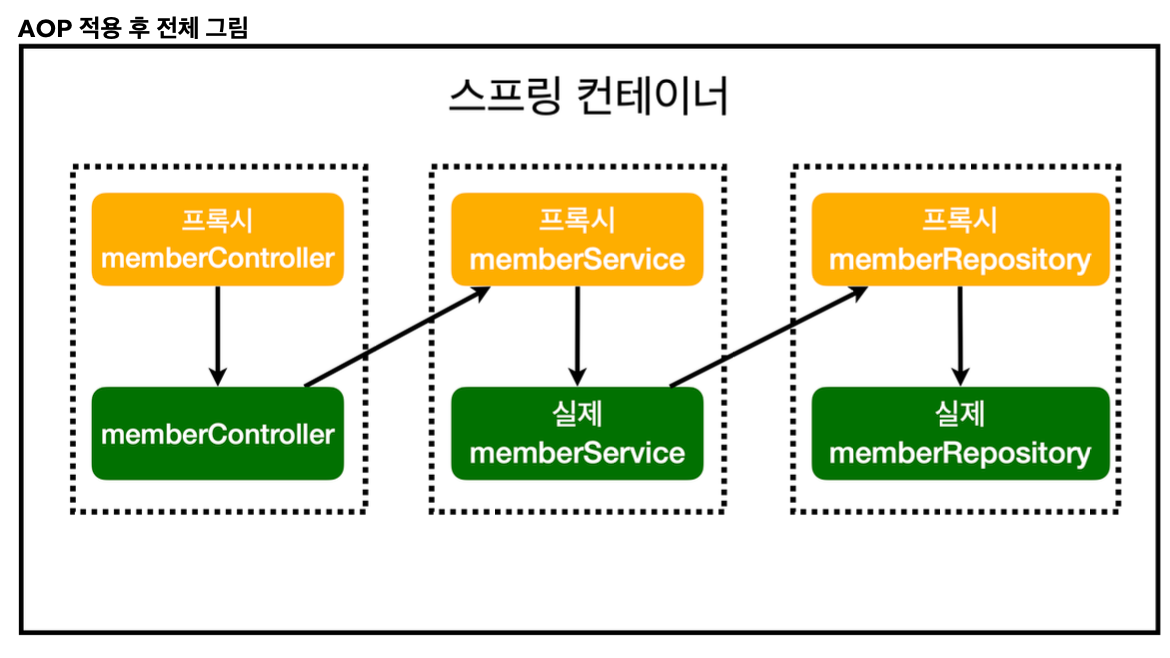 AOP 적용 후 전체 그림
스프링 컨테이너
프록시
memberController
프록시
memberService
프록시
memberRepository
memberController
실제
memberService
실제
memberRepository